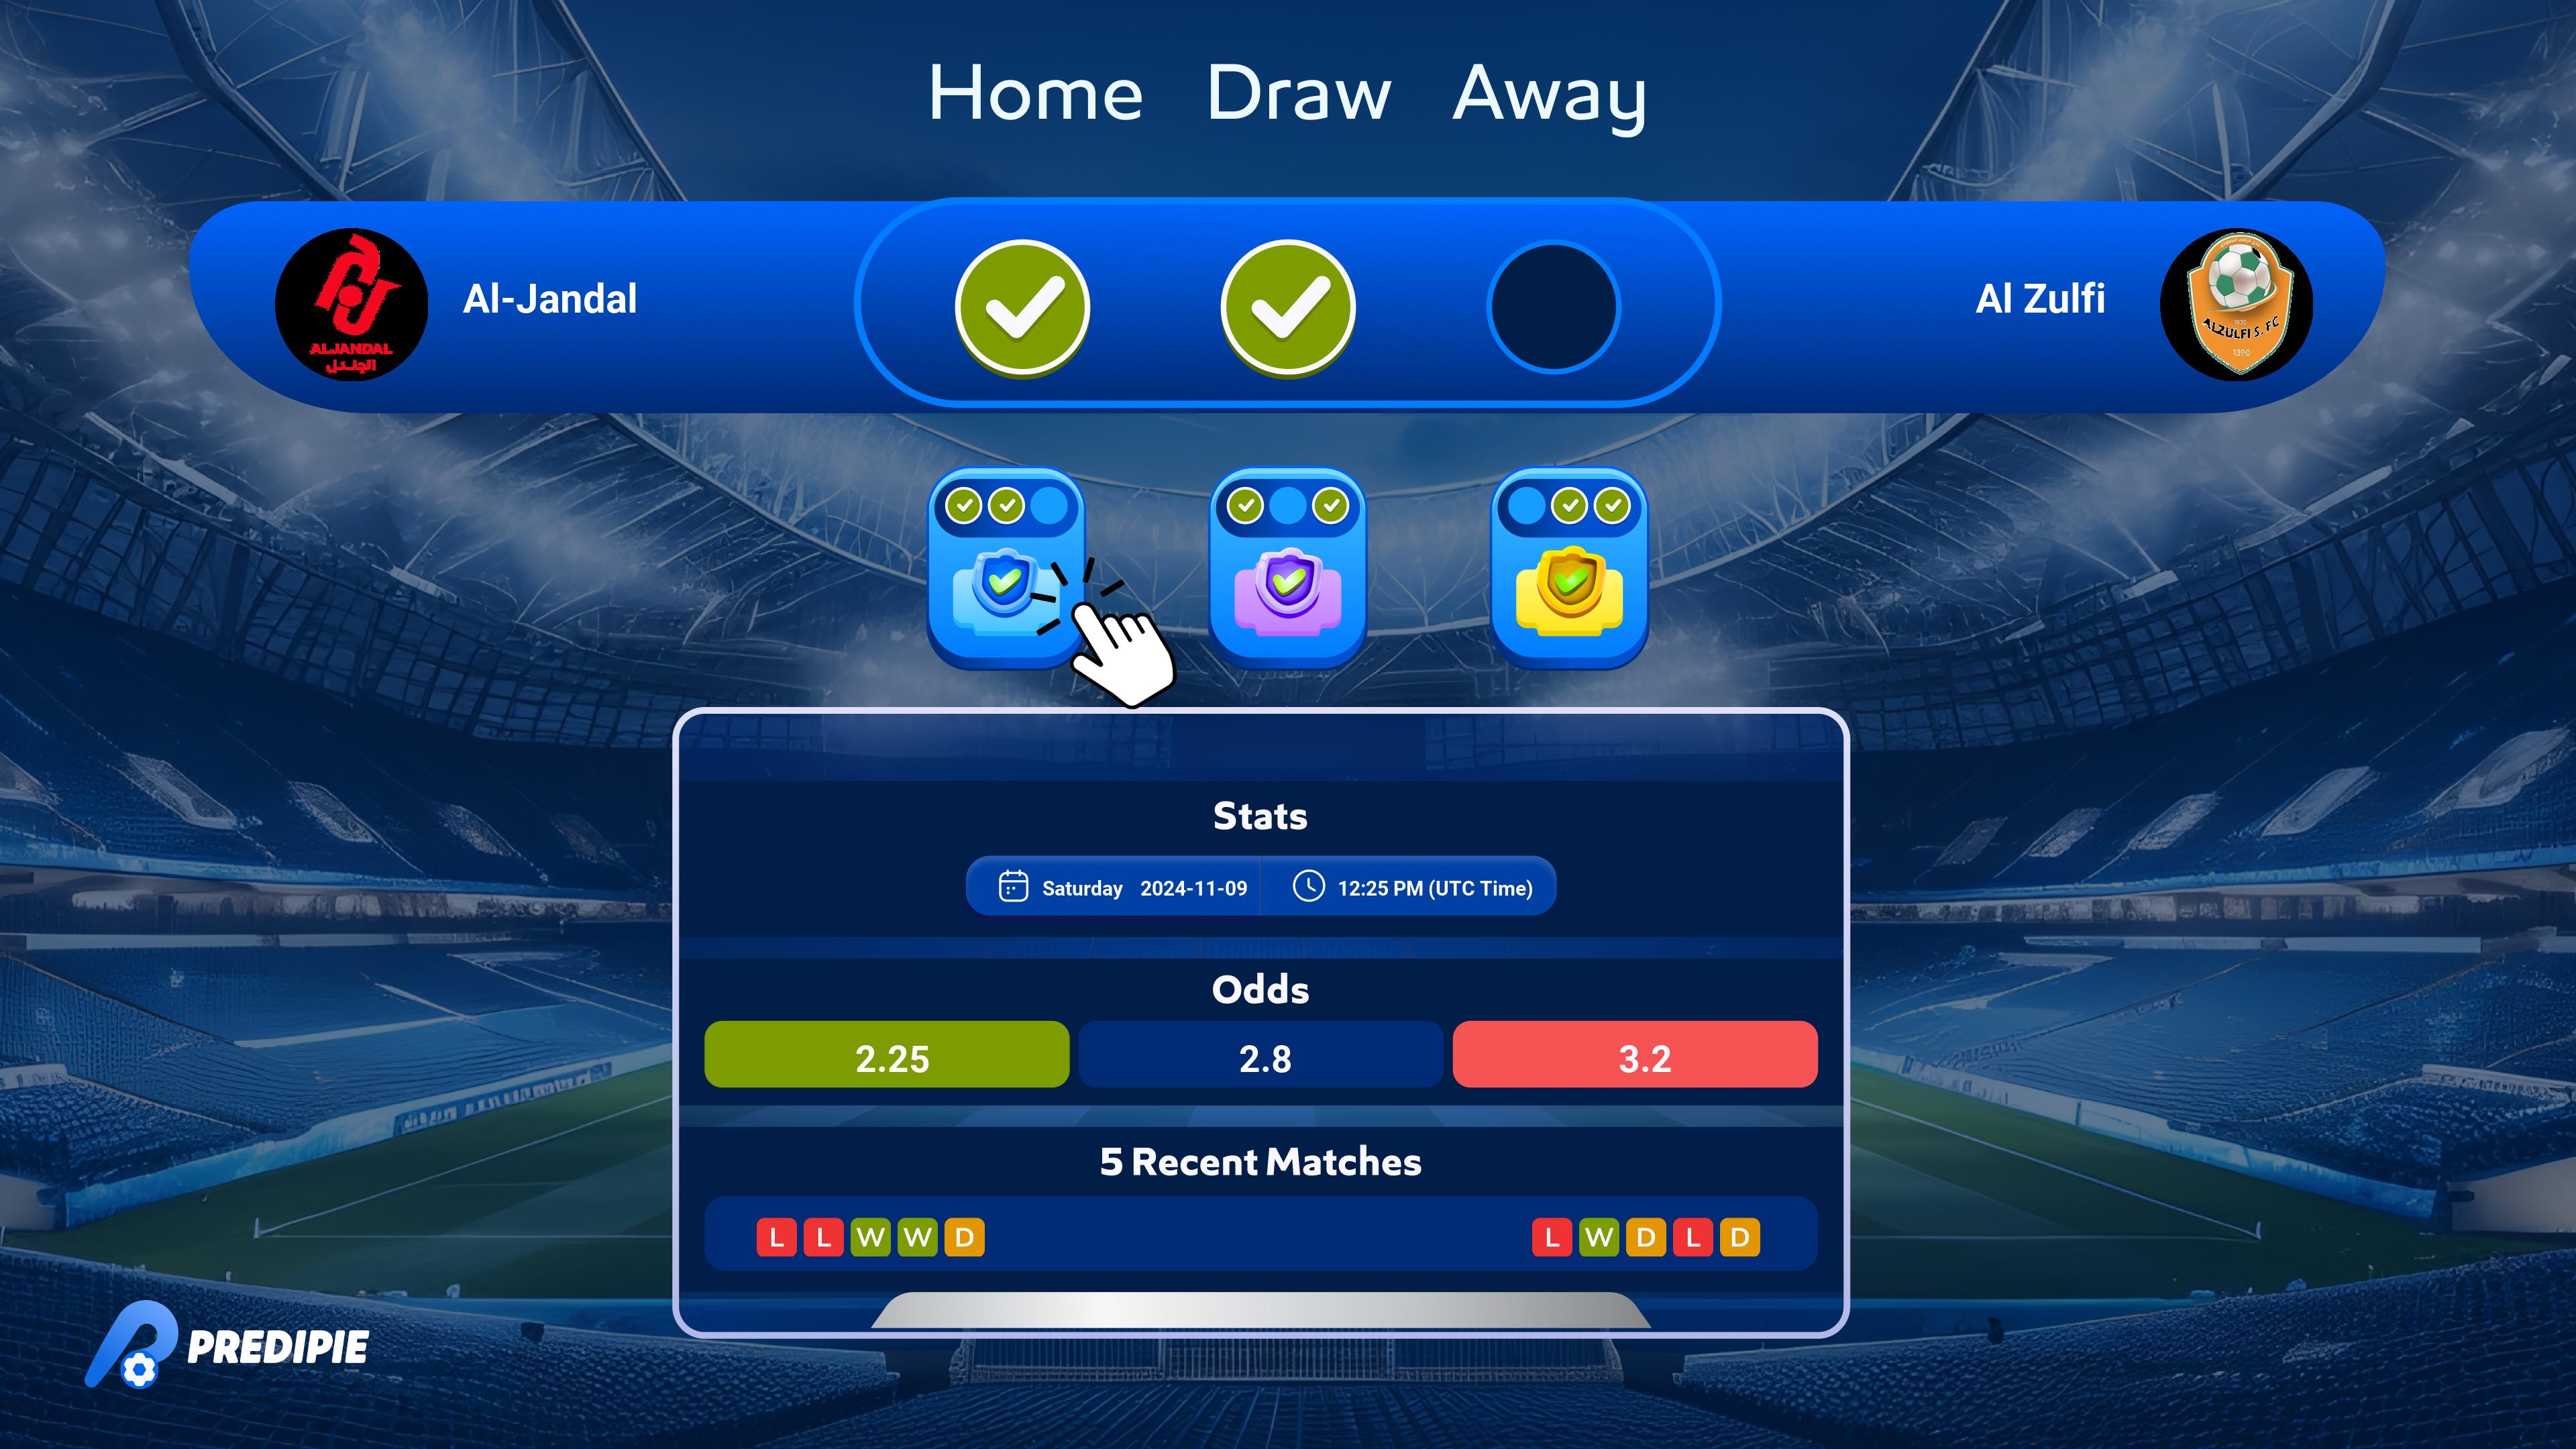 Home Draw Away
ALJANDAL
الجندل
Al-Jandal
Al Zulfi
1970
ALZULFI S. FC
1390
Stats
Saturday 2024-11-09 12:25 PM (UTC Time)
Odds
2.25 2.8 3.2
5 Recent Matches
L L W W D L W D L D
PREDIPIE